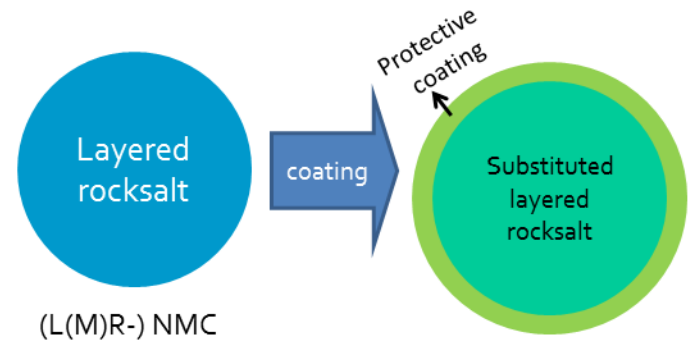 Layered
rocksalt
(L(M)R-) NMC
coating
Protective
coating
Substituted
layered
rocksalt